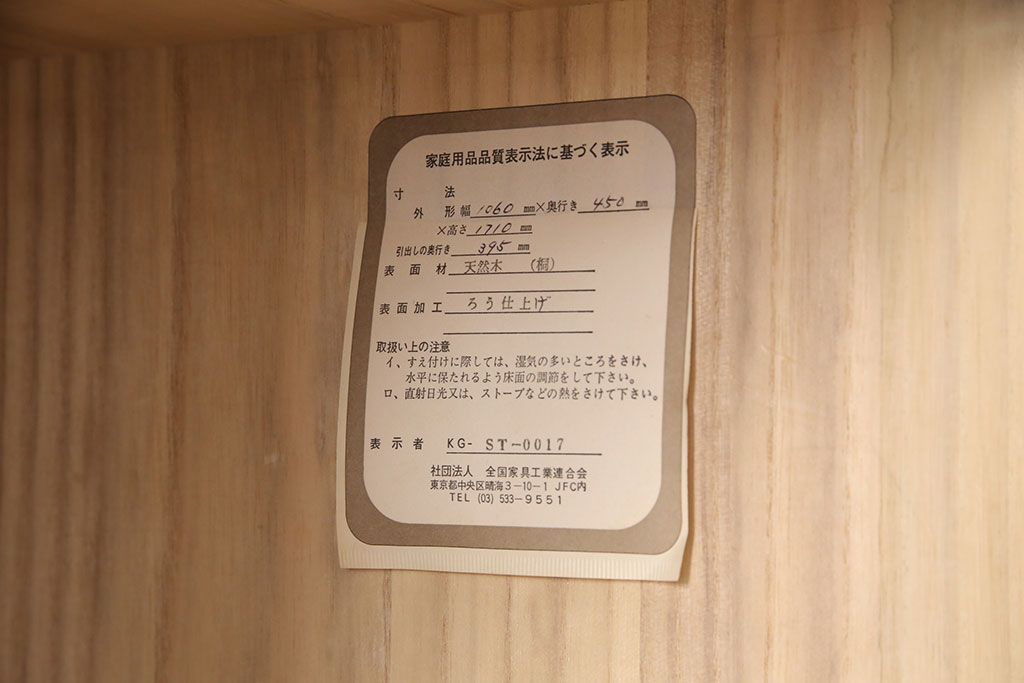 家庭用品品質表示法に基づく表示
寸 法
外 形 幅 1060 mm×奥行き 450 mm
×高さ 1710 mm
引出しの奥行き 395 mm
表 面 材 天然木 (桐)
表 面 加 工 ろう仕上げ
取扱い上の注意
イ、すえ付けに際しては、湿気の多いところをさけ、
水平に保たれるよう床面の調節をして下さい。
ロ、直射日光又は、ストーブなどの熱をさけて下さい。
表 示 者 KG- ST-0017
社団法人 全国家具工業連合会
東京都中央区晴海3-10-1 JFC内
TEL (03) 533-9551